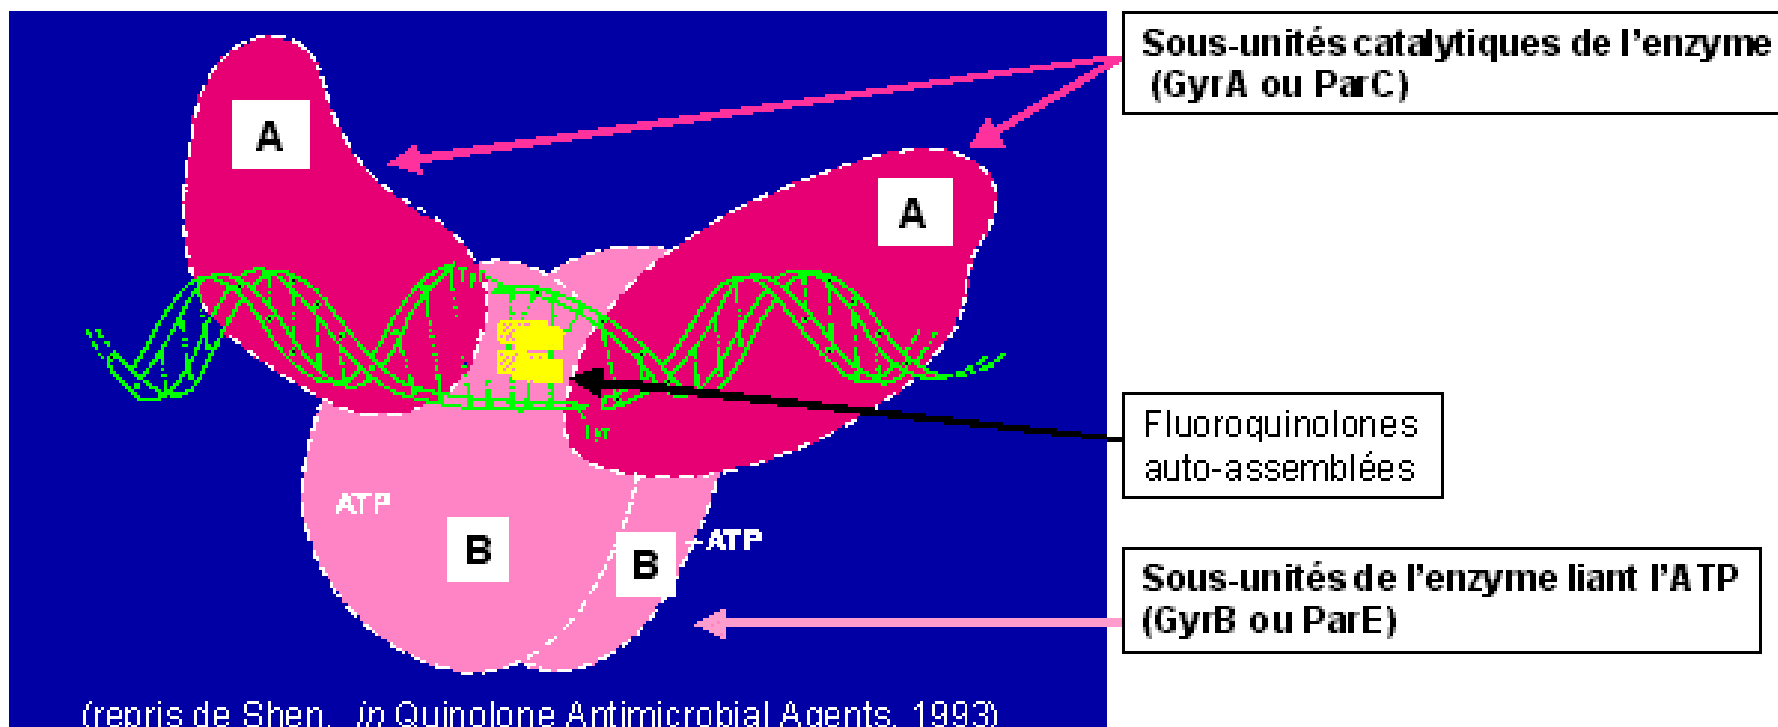 Sous-unités catalytiques de l'enzyme
(GyrA ou ParC)
A
A
Tyr
Fluoroquinolones
auto-assemblées
ATP
B
B
ATP
Sous-unités de l'enzyme liant l'ATP
(GyrB ou ParE)
(repris de Shen, in Quinolone Antimicrobial Agents, 1993)